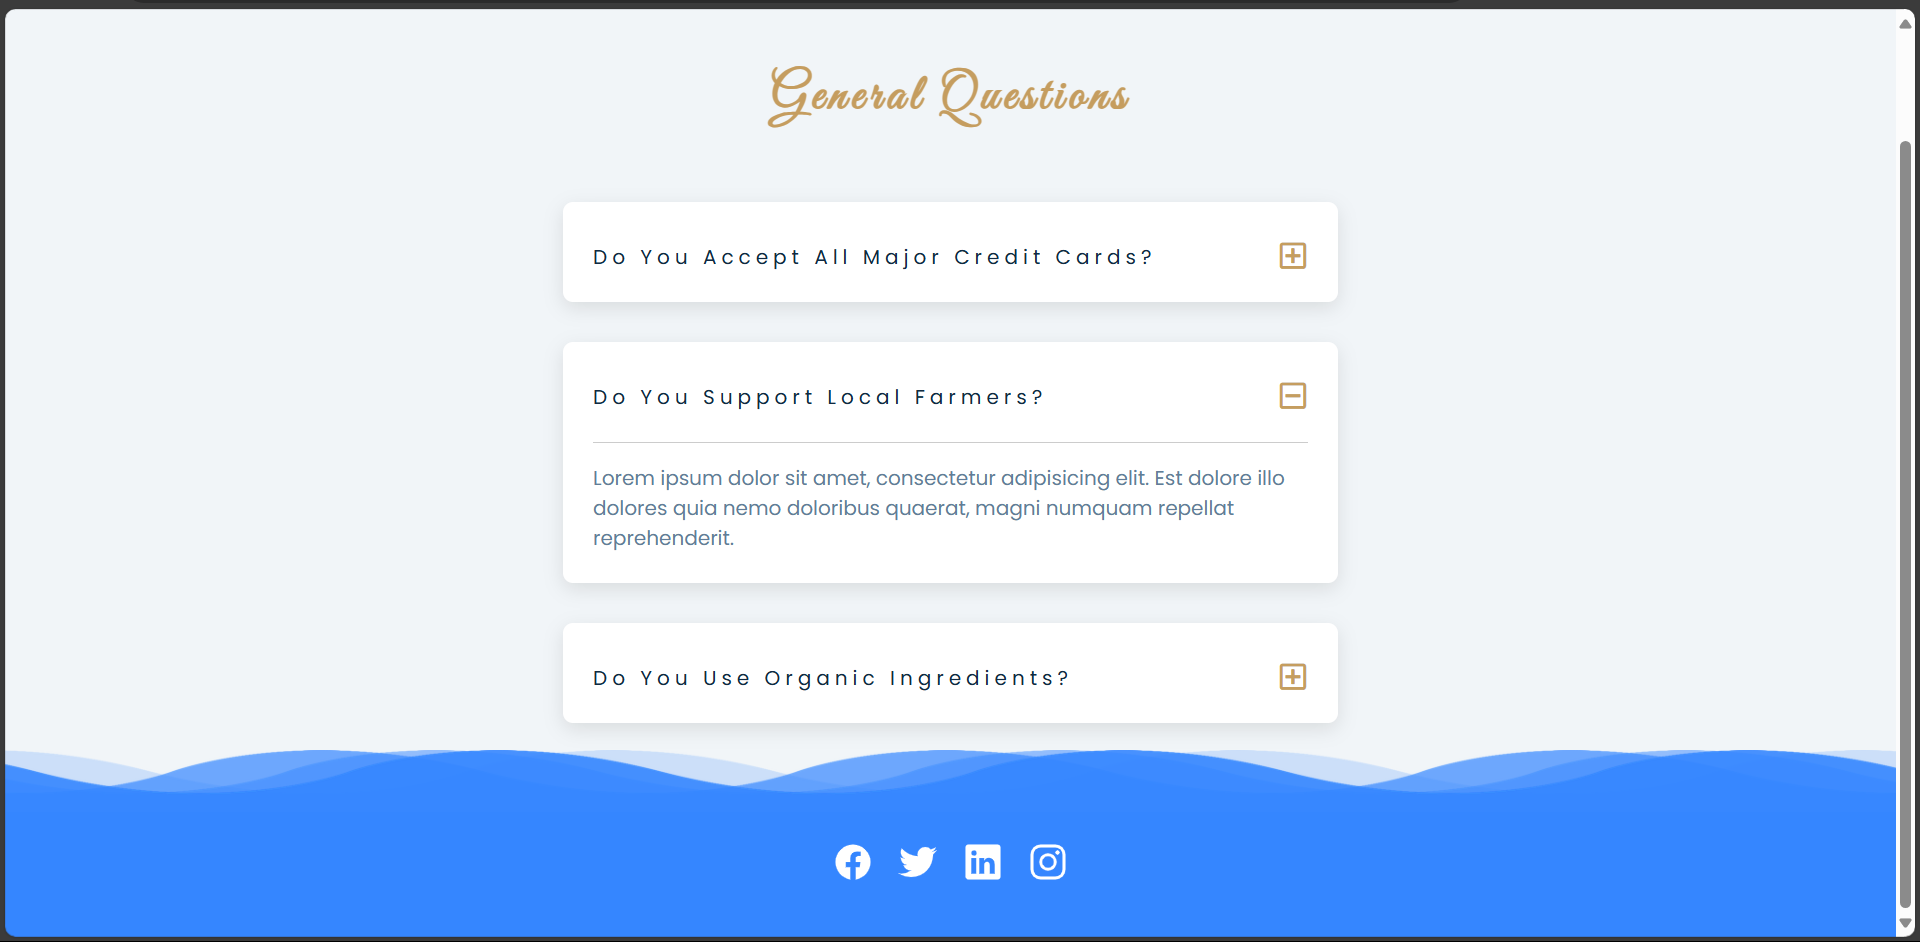 General Questions
Do You Accept All Major Credit Cards?
Do You Support Local Farmers?
Lorem ipsum dolor sit amet, consectetur adipisicing elit. Est dolore illo
dolores quia nemo doloribus quaerat, magni numquam repellat
reprehenderit.
Do You Use Organic Ingredients?